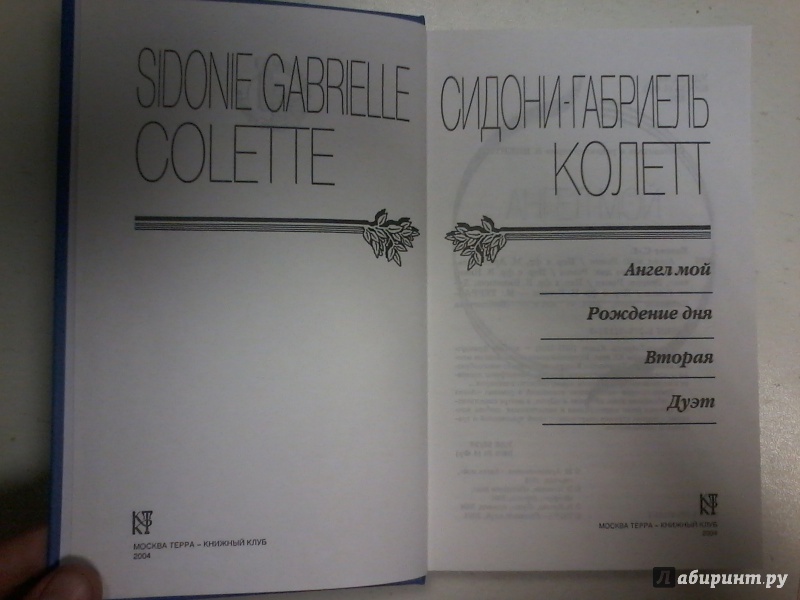 SIDONIE GABRIELLE
COLETTE
МОСКВА ТЕРРА – КНИЖНЫЙ КЛУБ
2004
СИДОНИ-ГАБРИЕЛЬ
КОЛЕТТ
Ангел мой
Рождение дня
Вторая
Дуэт
МОСКВА ТЕРРА – КНИЖНЫЙ КЛУБ
2004
Лабиринт.ру